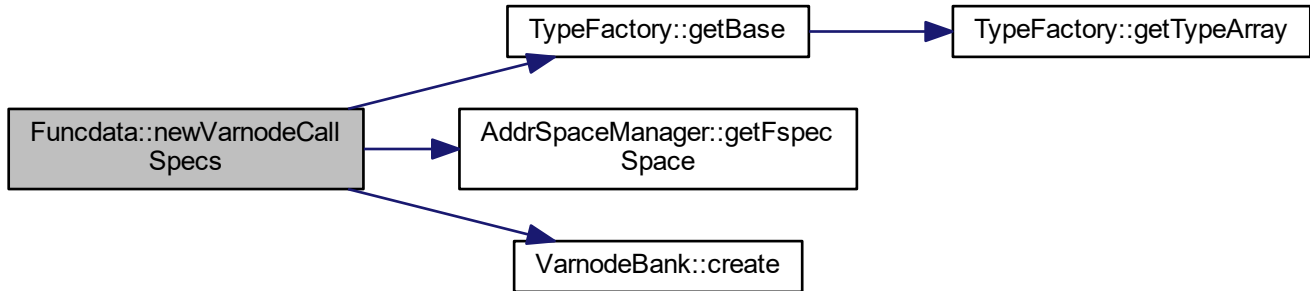 TypeFactory::getBase
TypeFactory::getTypeArray
Funcdata::newVarnodeCall
Specs
AddrSpaceManager::getFspec
Space
VarnodeBank::create